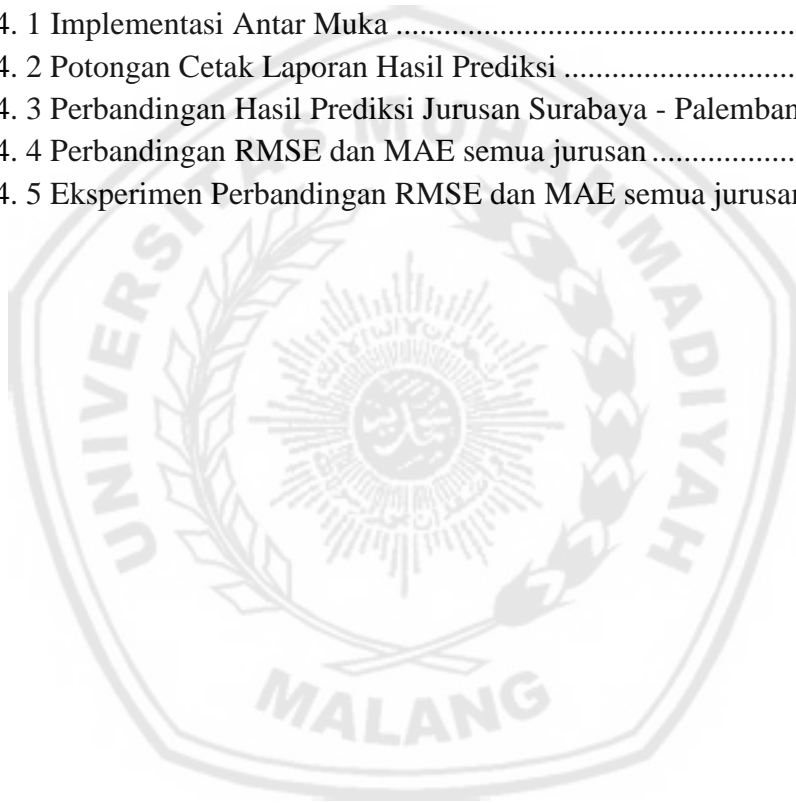 4. 1 Implementasi Antar Muka ..................................................
4. 2 Potongan Cetak Laporan Hasil Prediksi .............................
4. 3 Perbandingan Hasil Prediksi Jurusan Surabaya - Palemban
4. 4 Perbandingan RMSE dan MAE semua jurusan ..................
4. 5 Eksperimen Perbandingan RMSE dan MAE semua jurusan
UNIVERSITAS MUHAMMADIYAH
MALANG